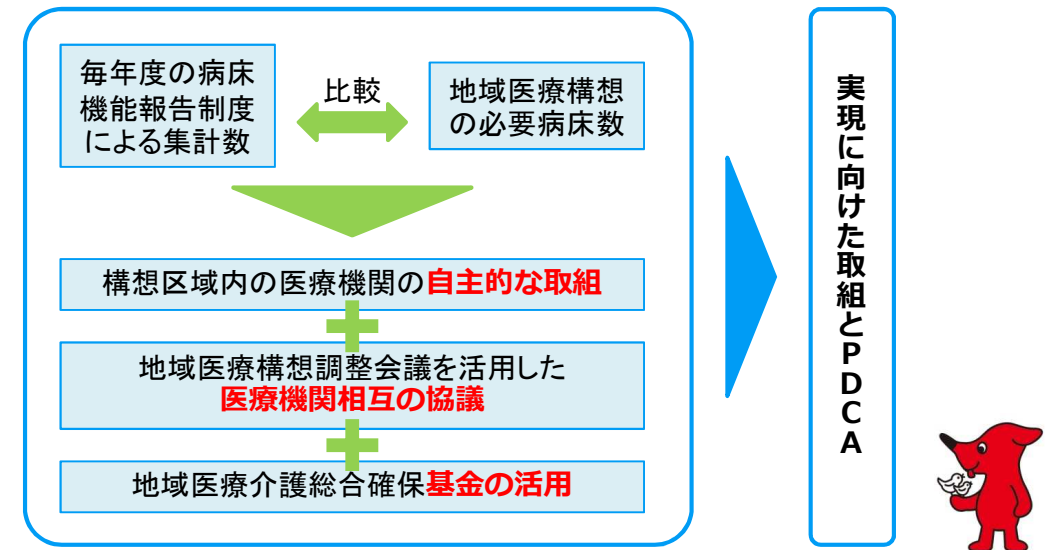 毎年度の病床
機能報告制度
による集計数
比較
地域医療構想
の必要病床数
構想区域内の医療機関の自主的な取組
地域医療構想調整会議を活用した
医療機関相互の協議
地域医療介護総合確保基金の活用
実現に向けた取組とPDCA